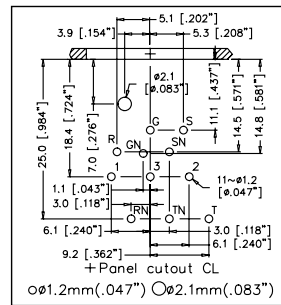 5.1 [.202"]
3.9 [.154"]
5.3 [.208"]
ø2.1
[ø.083"]
25.0 [.984"]
18.4 [.724"]
7.0 [.276"]
11.1 [.437"]
14.5 [.571"]
14.8 [.581"]
G
S
R
GN
SN
1
3
2
11~ø1.2
[ø.047"]
1.1 [.043"]
3.0 [.118"]
RN
TN
T
6.1 [.240"]
3.0 [.118"]
6.1 [.240"]
9.2 [.362"]
+Panel cutout CL
oø1.2mm(.047") Oø2.1mm(.083")